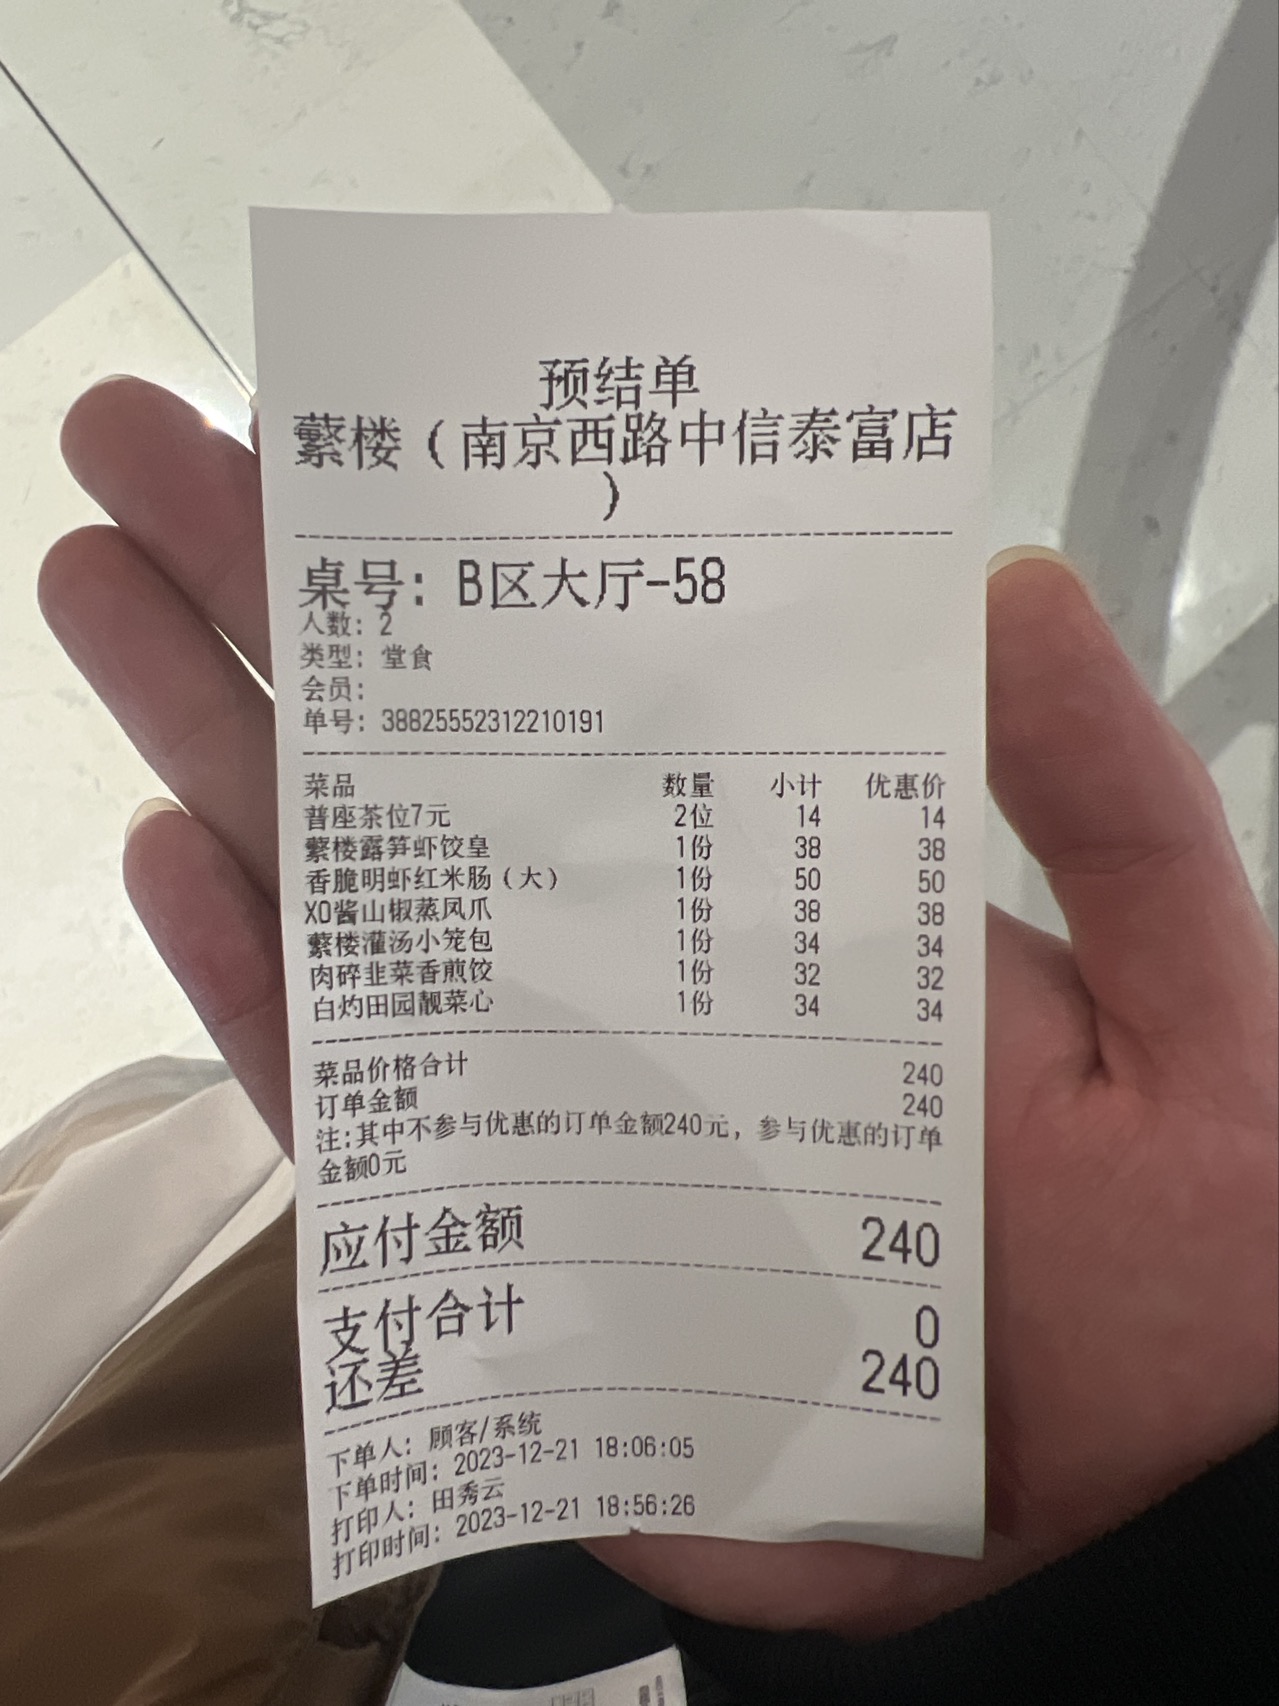 预结单
蘩楼（南京西路中信泰富店
）
桌号: B区大厅-58
人数: 2
类型: 堂食
会员:
单号: 38825552312210191
菜品 数量 小计 优惠价
普座茶位7元 2位 14 14
蘩楼露笋虾饺皇 1份 38 38
香脆明虾红米肠（大） 1份 50 50
XO酱山椒蒸凤爪 1份 38 38
蘩楼灌汤小笼包 1份 34 34
肉碎韭菜香煎饺 1份 32 32
白灼田园靓菜心 1份 34 34
菜品价格合计 240
订单金额 240
注:其中不参与优惠的订单金额240元, 参与优惠的订单
金额0元
应付金额 240
支付合计 0
还差 240
下单人: 顾客/系统
下单时间: 2023-12-21 18:06:05
打印人: 田秀云
打印时间: 2023-12-21 18:56:26